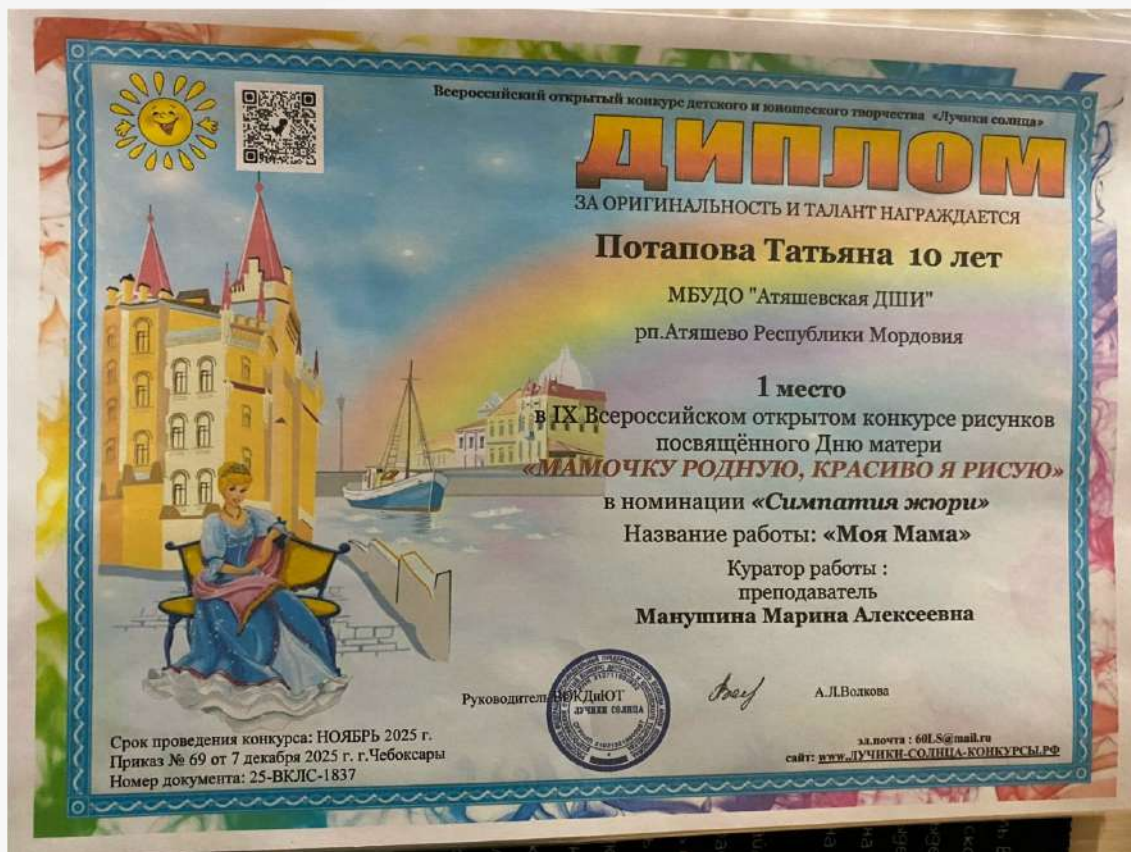 Всероссийский открытый конкурс детского и юношеского творчества «Лучики солнца»
ДИПЛОМ
ЗА ОРИГИНАЛЬНОСТЬ И ТАЛАНТ НАГРАЖДАЕТСЯ
Потапова Татьяна 10 лет
МБУДО "Атяшевская ДШИ"
рп.Атяшево Республики Мордовия
1 место
в IX Всероссийском открытом конкурсе рисунков
посвящённого Дню матери
«МАМОЧКУ РОДНУЮ, КРАСИВО Я РИСУЮ»
в номинации «Симпатия жюри»
Название работы: «Моя Мама»
Куратор работы :
преподаватель
Манушина Марина Алексеевна
Руководитель ВОКДиЮТ
ЛУЧИКИ СОЛНЦА
А.Л.Волкова
Срок проведения конкурса: НОЯБРЬ 2025 г.
Приказ № 69 от 7 декабря 2025 г. г.Чебоксары
Номер документа: 25-ВКЛС-1837
эл.почта : 60LS@mail.ru
сайт: www.ЛУЧИКИ-СОЛНЦА-КОНКУРСЫ.РФ